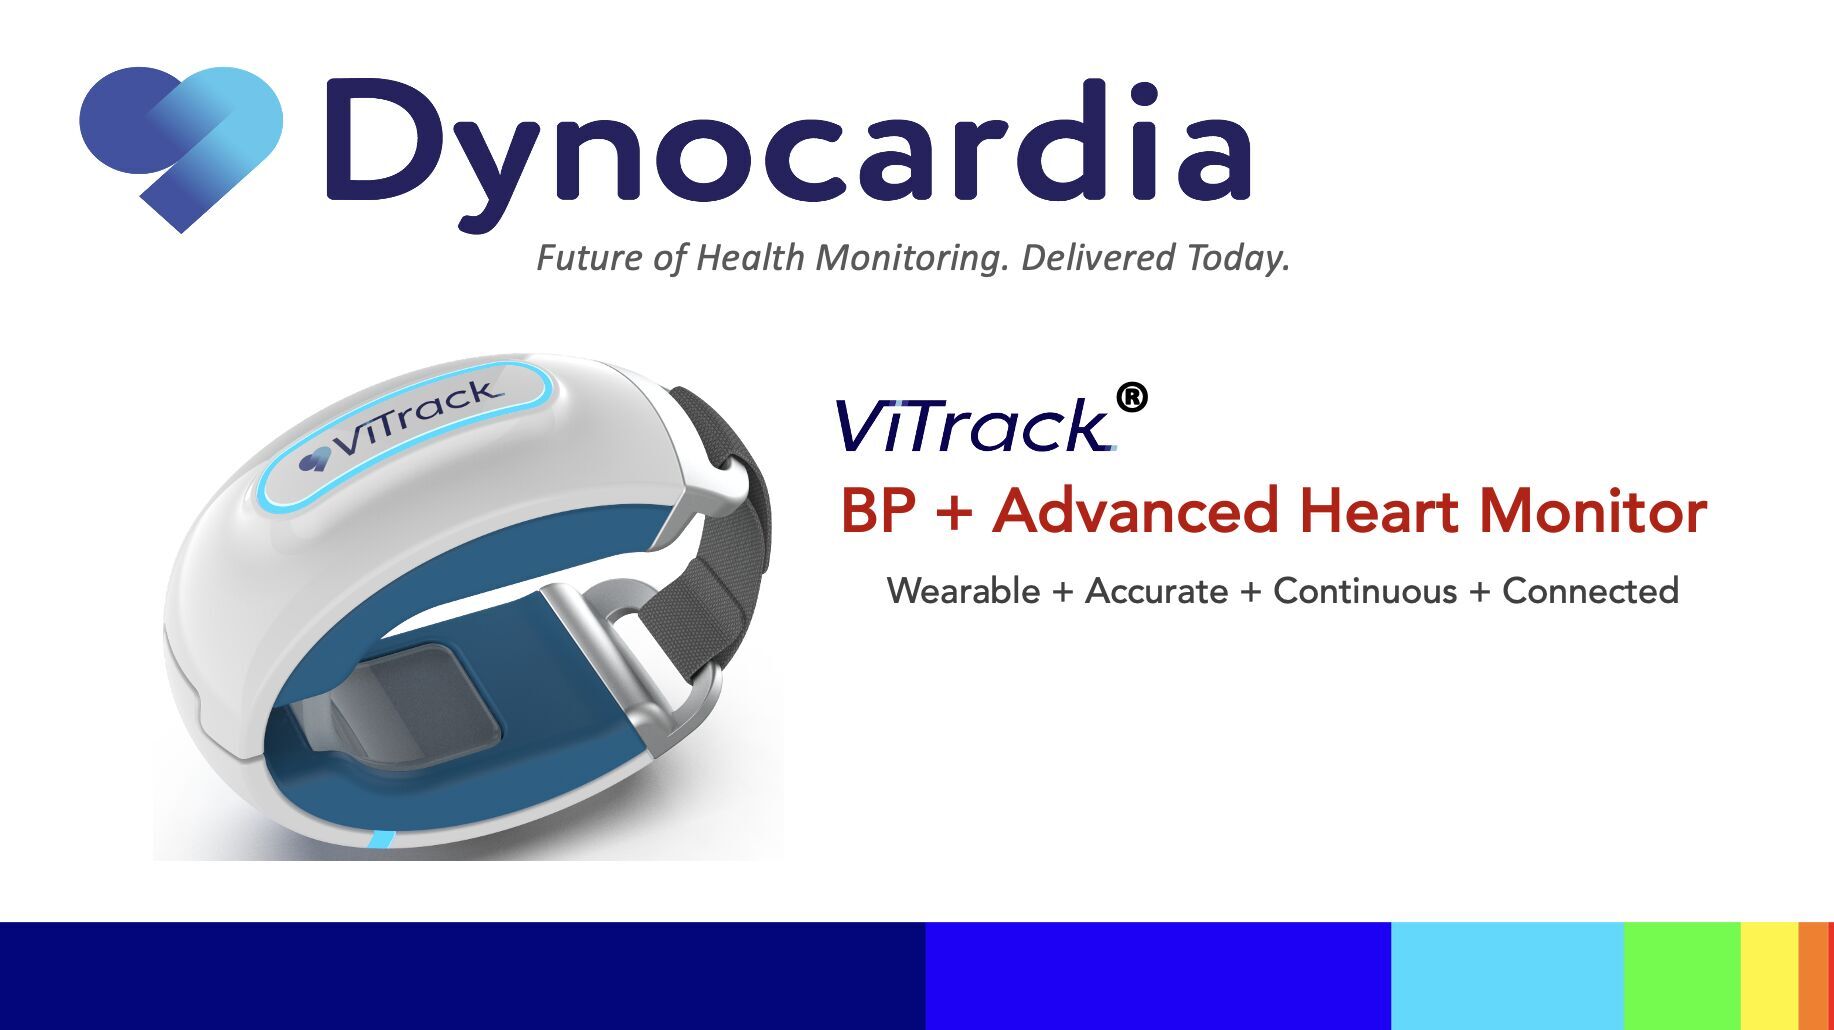 Dynocardia
Future of Health Monitoring. Delivered Today.
ViTrack
ViTrack®
BP + Advanced Heart Monitor
Wearable + Accurate + Continuous + Connected